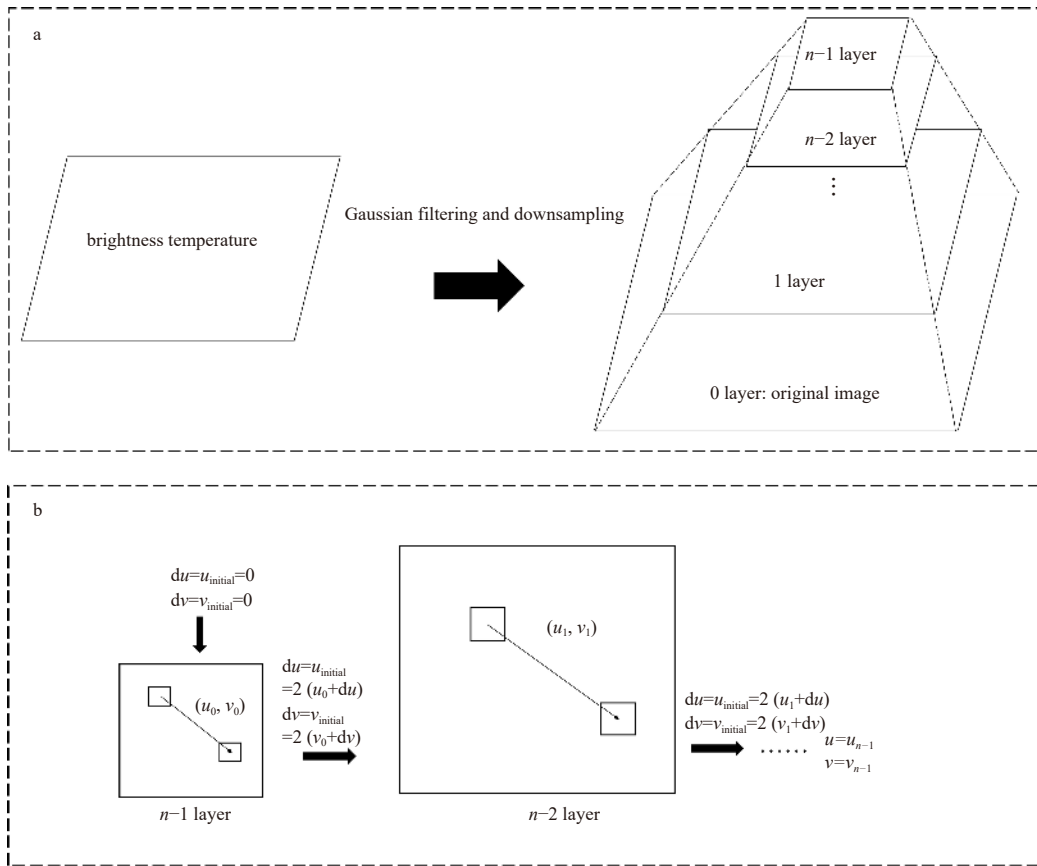 a
n−1 layer
n−2 layer
⋮
brightness temperature
Gaussian filtering and downsampling
1 layer
0 layer: original image
b
du=u_initial=0
dv=v_initial=0
(u_0, v_0)
n−1 layer
du=u_initial
=2 (u_0+du)
dv=v_initial
=2 (v_0+dv)
(u_1, v_1)
n−2 layer
du=u_initial=2 (u_1+du)
dv=v_initial=2 (v_1+dv)
……
u=u_{n−1}
v=v_{n−1}